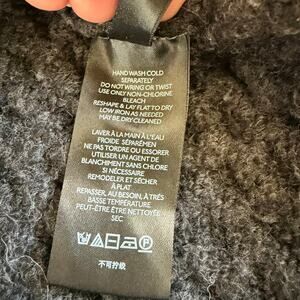 HAND WASH COLD
SEPARATELY
DO NOT WRING OR TWIST
USE ONLY NON-CHLORINE
BLEACH
RESHAPE & LAY FLAT TO DRY
LOW IRON AS NEEDED
MAY BE DRY CLEANED
LAVER À LA MAIN À L'EAU
FROIDE SÉPARÉMEN
NE PAS TORDRE OU ESSORER
UTILISER UN AGENT DE
BLANCHIMENT SANS CHLORE
SI NÉCESSAIRE
REMODELER ET SÉCHER
À PLAT
REPASSER, AU BESOIN, À TRÈS
BASSE TEMPÉRATURE
PEUT-ÊTRE ÊTRE NETTOYÉE
SEC
P
不可拧绞